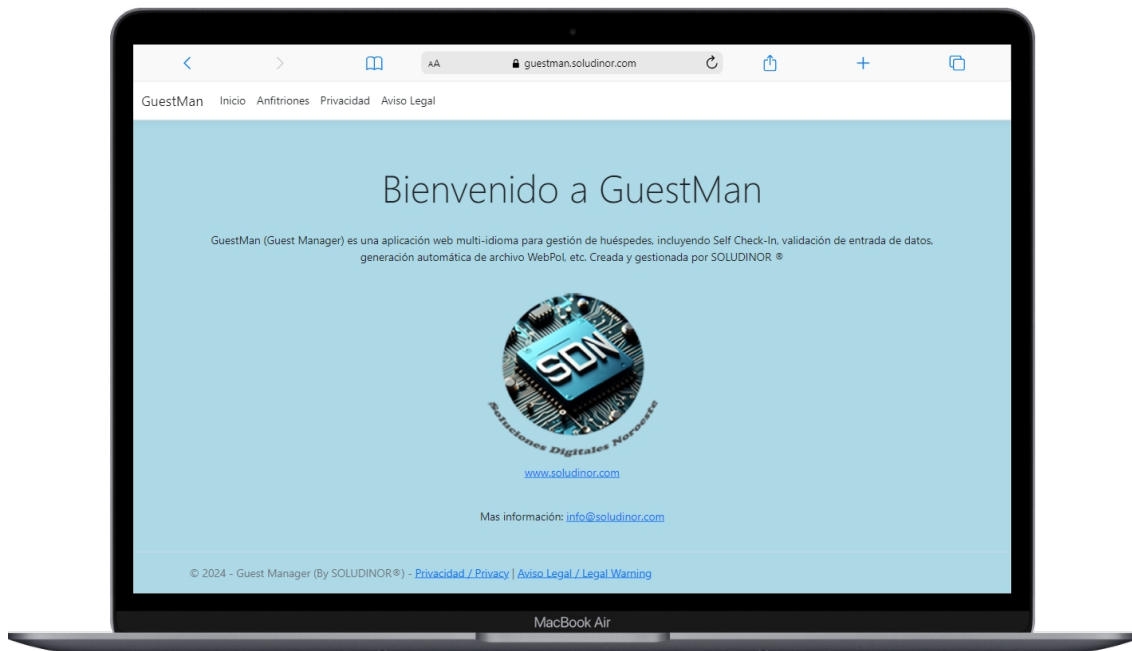 AA guestman.soludinor.com
GuestMan Inicio Anfitriones Privacidad Aviso Legal
Bienvenido a GuestMan
GuestMan (Guest Manager) es una aplicación web multi-idioma para gestión de huéspedes, incluyendo Self Check-In, validación de entrada de datos,
generación automática de archivo WebPol, etc. Creada y gestionada por SOLUDINOR ®
SDN
Soluciones Digitales Noroeste
www.soludinor.com
Mas información: info@soludinor.com
© 2024 - Guest Manager (By SOLUDINOR®) - Privacidad / Privacy | Aviso Legal / Legal Warning
MacBook Air